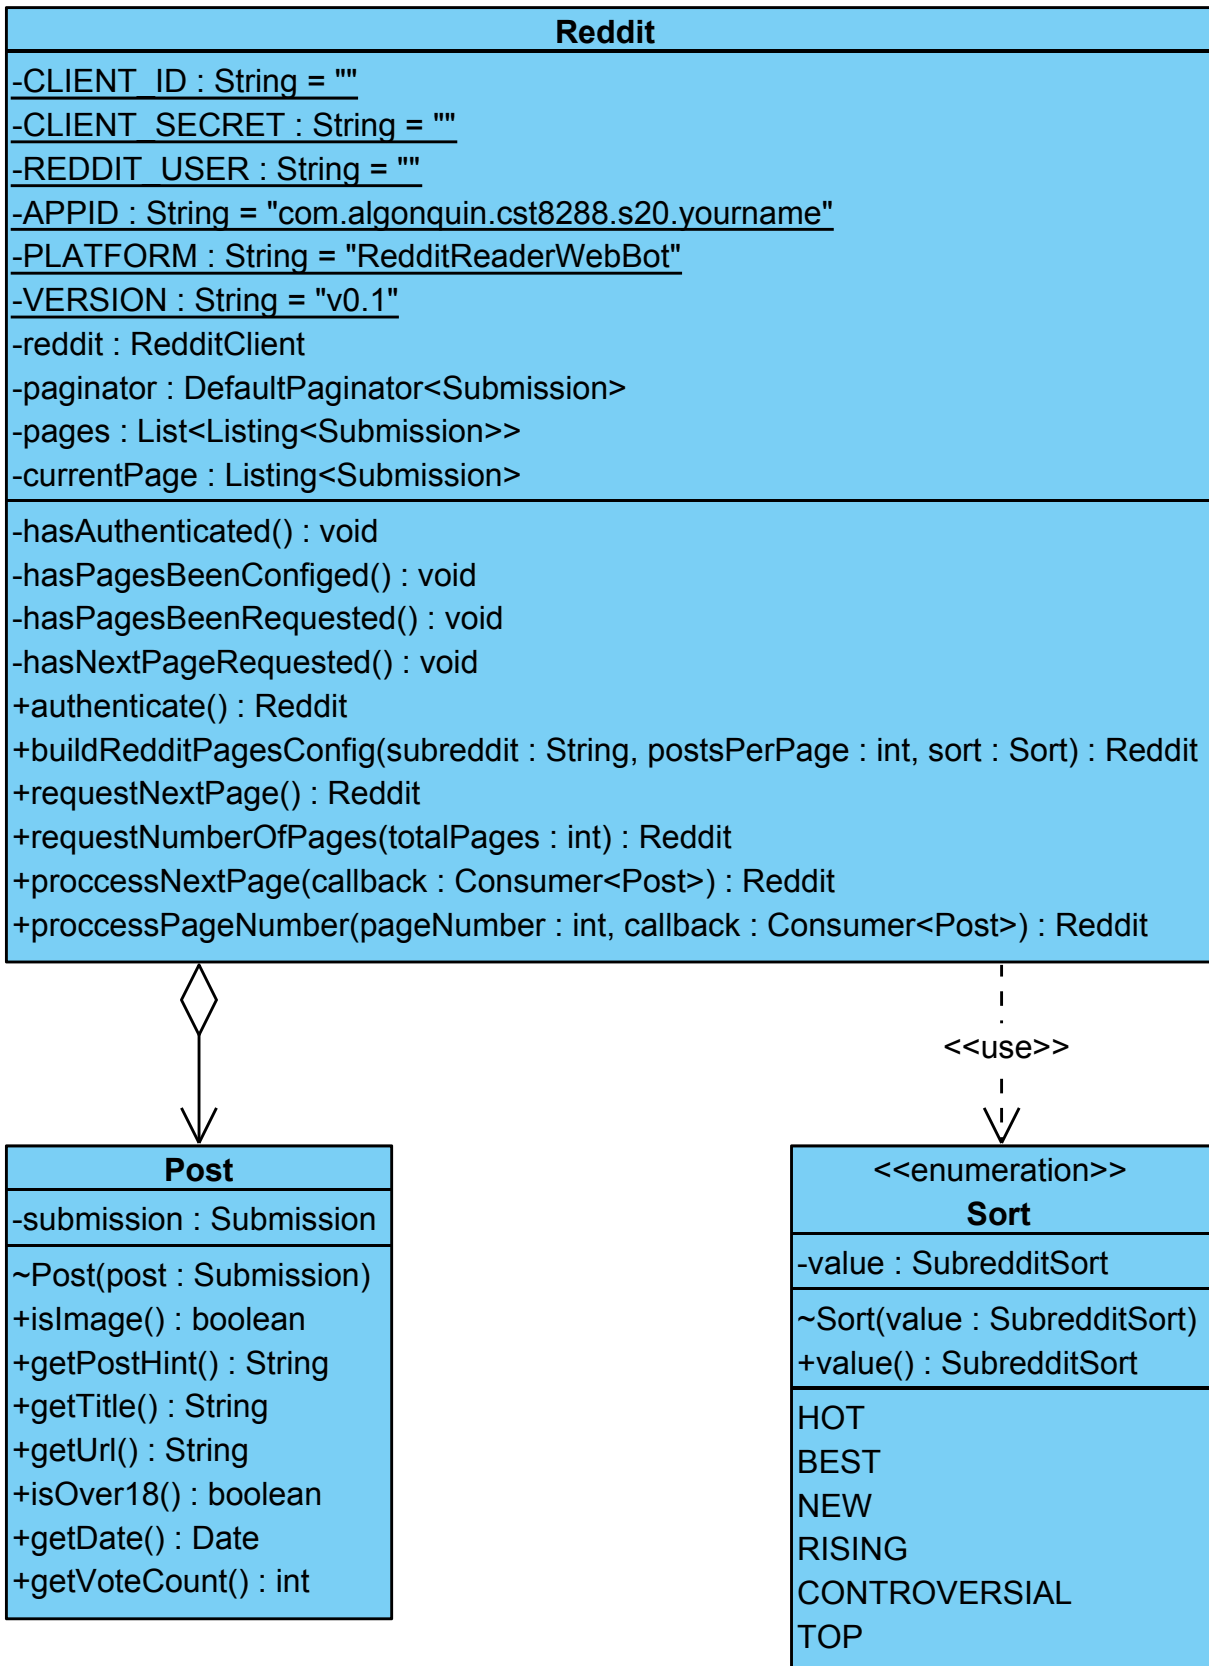 Reddit
-CLIENT_ID : String = ""
-CLIENT_SECRET : String = ""
-REDDIT_USER : String = ""
-APPID : String = "com.algonquin.cst8288.s20.yourname"
-PLATFORM : String = "RedditReaderWebBot"
-VERSION : String = "v0.1"
-reddit : RedditClient
-paginator : DefaultPaginator<Submission>
-pages : List<Listing<Submission>>
-currentPage : Listing<Submission>
-hasAuthenticated() : void
-hasPagesBeenConfiged() : void
-hasPagesBeenRequested() : void
-hasNextPageRequested() : void
+authenticate() : Reddit
+buildRedditPagesConfig(subreddit : String, postsPerPage : int, sort : Sort) : Reddit
+requestNextPage() : Reddit
+requestNumberOfPages(totalPages : int) : Reddit
+proccessNextPage(callback : Consumer<Post>) : Reddit
+proccessPageNumber(pageNumber : int, callback : Consumer<Post>) : Reddit
<<use>>
Post
-submission : Submission
~Post(post : Submission)
+isImage() : boolean
+getPostHint() : String
+getTitle() : String
+getUrl() : String
+isOver18() : boolean
+getDate() : Date
+getVoteCount() : int
<<enumeration>>
Sort
-value : SubredditSort
~Sort(value : SubredditSort)
+value() : SubredditSort
HOT
BEST
NEW
RISING
CONTROVERSIAL
TOP